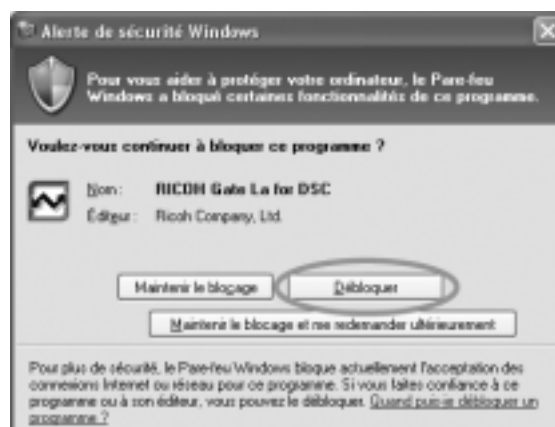 Alerte de sécurité Windows
Pour vous aider à protéger votre ordinateur, le Pare-feu
Windows a bloqué certaines fonctionnalités de ce programme.
Voulez-vous continuer à bloquer ce programme ?
Nom : RICOH Gate La for DSC
Éditeur : Ricoh Company, Ltd.
Maintenir le blocage Débloquer
Maintenir le blocage et me redemander ultérieurement
Pour plus de sécurité, le Pare-feu Windows bloque actuellement l'acceptation des
connexions Internet ou réseau pour ce programme. Si vous faites confiance à ce
programme ou à son éditeur, vous pouvez le débloquer. Quand puis-je débloquer un
programme ?